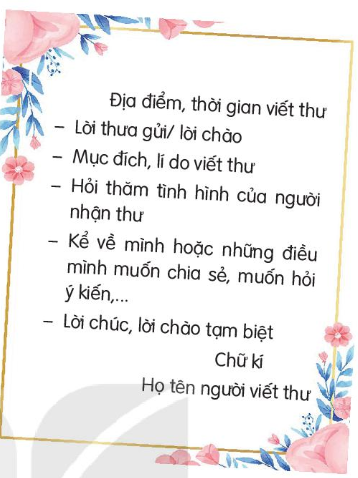 Địa điểm, thời gian viết thư
– Lời thưa gửi/ lời chào
– Mục đích, lí do viết thư
– Hỏi thăm tình hình của người
nhận thư
– Kể về mình hoặc những điều
mình muốn chia sẻ, muốn hỏi
ý kiến,...
– Lời chúc, lời chào tạm biệt
Chữ kí
Họ tên người viết thư